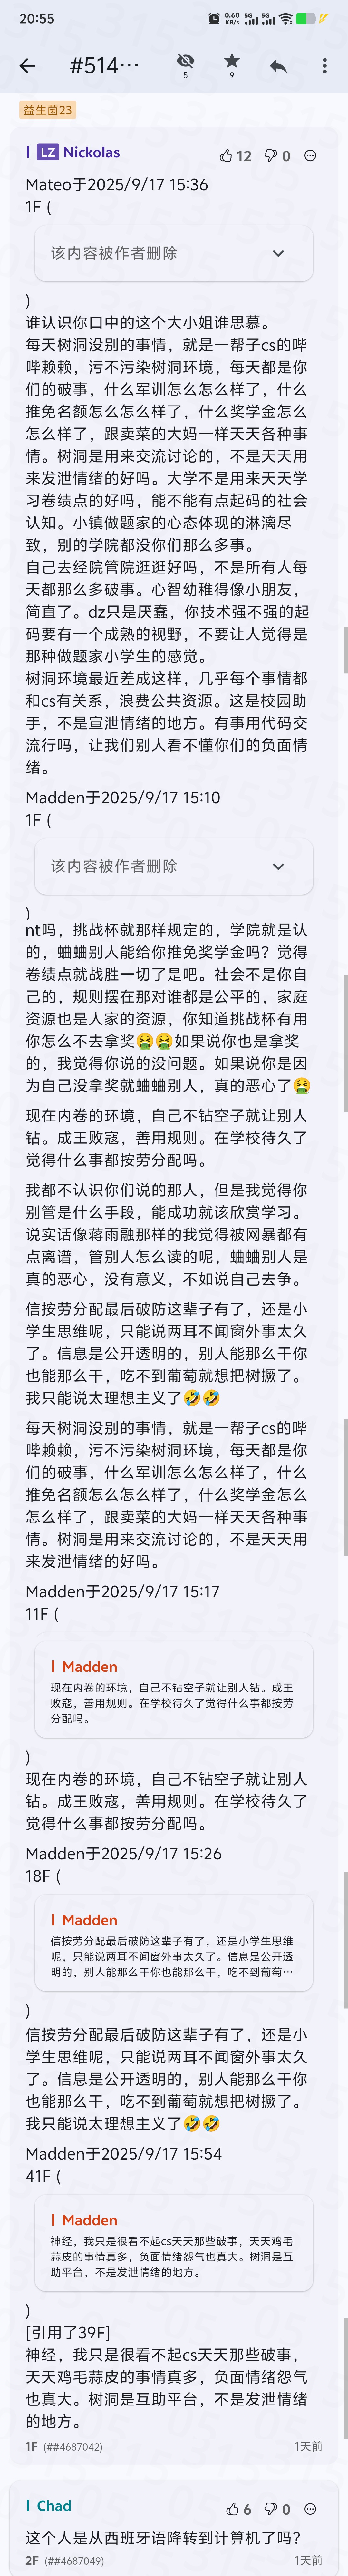 20:55
0.60
KB/s
5G
5G
#514…
5
9
益生菌23
LZ Nickolas
12
0
Mateo于2025/9/17 15:36
1F (
该内容被作者删除
)
谁认识你口中的这个大小姐谁思慕。
每天树洞没别的事情，就是一帮子cs的哔
哔赖赖，污不污染树洞环境，每天都是你
们的破事，什么军训怎么怎么样了，什么
推免名额怎么怎么样了，什么奖学金怎么
怎么样了，跟卖菜的大妈一样天天各种事
情。树洞是用来交流讨论的，不是天天用
来发泄情绪的好吗。大学不是用来天天学
习卷绩点的好吗，能不能有点起码的社会
认知。小镇做题家的心态体现的淋漓尽
致，别的学院都没你们那么多事。
自己去经院管院逛逛好吗，不是所有人每
天都那么多破事。心智幼稚得像小朋友，
简直了。dz只是厌蠢，你技术强不强的起
码要有一个成熟的视野，不要让人觉得是
那种做题家小学生的感觉。
树洞环境最近差成这样，几乎每个事情都
和cs有关系，浪费公共资源。这是校园助
手，不是宣泄情绪的地方。有事用代码交
流行吗，让我们别人看不懂你们的负面情
绪。
Madden于2025/9/17 15:10
1F (
该内容被作者删除
)
nt吗，挑战杯就那样规定的，学院就是认
的，蛐蛐别人能给你推免奖学金吗？觉得
卷绩点就战胜一切了是吧。社会不是你自
己的，规则摆在那对谁都是公平的，家庭
资源也是人家的资源，你知道挑战杯有用
你怎么不去拿奖🤮🤮如果说你也是拿奖
的，我觉得你说的没问题。如果说你是因
为自己没拿奖就蛐蛐别人，真的恶心了🤮
现在内卷的环境，自己不钻空子就让别人
钻。成王败寇，善用规则。在学校待久了
觉得什么事都按劳分配吗。
我都不认识你们说的那人，但是我觉得你
别管是什么手段，能成功就该欣赏学习。
说实话像蒋雨融那样的我觉得被网暴都有
点离谱，管别人怎么读的呢，蛐蛐别人是
真的恶心，没有意义，不如说自己去争。
信按劳分配最后破防这辈子有了，还是小
学生思维呢，只能说两耳不闻窗外事太久
了。信息是公开透明的，别人能那么干你
也能那么干，吃不到葡萄就想把树撅了。
我只能说太理想主义了🤣🤣
每天树洞没别的事情，就是一帮子cs的哔
哔赖赖，污不污染树洞环境，每天都是你
们的破事，什么军训怎么怎么样了，什么
推免名额怎么怎么样了，什么奖学金怎么
怎么样了，跟卖菜的大妈一样天天各种事
情。树洞是用来交流讨论的，不是天天用
来发泄情绪的好吗。
Madden于2025/9/17 15:17
11F (
Madden
现在内卷的环境，自己不钻空子就让别人钻。成王
败寇，善用规则。在学校待久了觉得什么事都按劳
分配吗。
)
现在内卷的环境，自己不钻空子就让别人
钻。成王败寇，善用规则。在学校待久了
觉得什么事都按劳分配吗。
Madden于2025/9/17 15:26
18F (
Madden
信按劳分配最后破防这辈子有了，还是小学生思维
呢，只能说两耳不闻窗外事太久了。信息是公开透
明的，别人能那么干你也能那么干，吃不到葡萄…
)
信按劳分配最后破防这辈子有了，还是小
学生思维呢，只能说两耳不闻窗外事太久
了。信息是公开透明的，别人能那么干你
也能那么干，吃不到葡萄就想把树撅了。
我只能说太理想主义了🤣🤣
Madden于2025/9/17 15:54
41F (
Madden
神经，我只是很看不起cs天天那些破事，天天鸡毛
蒜皮的事情真多，负面情绪怨气也真大。树洞是互
助平台，不是发泄情绪的地方。
)
[引用了39F]
神经，我只是很看不起cs天天那些破事，
天天鸡毛蒜皮的事情真多，负面情绪怨气
也真大。树洞是互助平台，不是发泄情绪
的地方。
1F (##4687042)
1天前
Chad
6
0
这个人是从西班牙语降转到计算机了吗？
2F (##4687049)
1天前